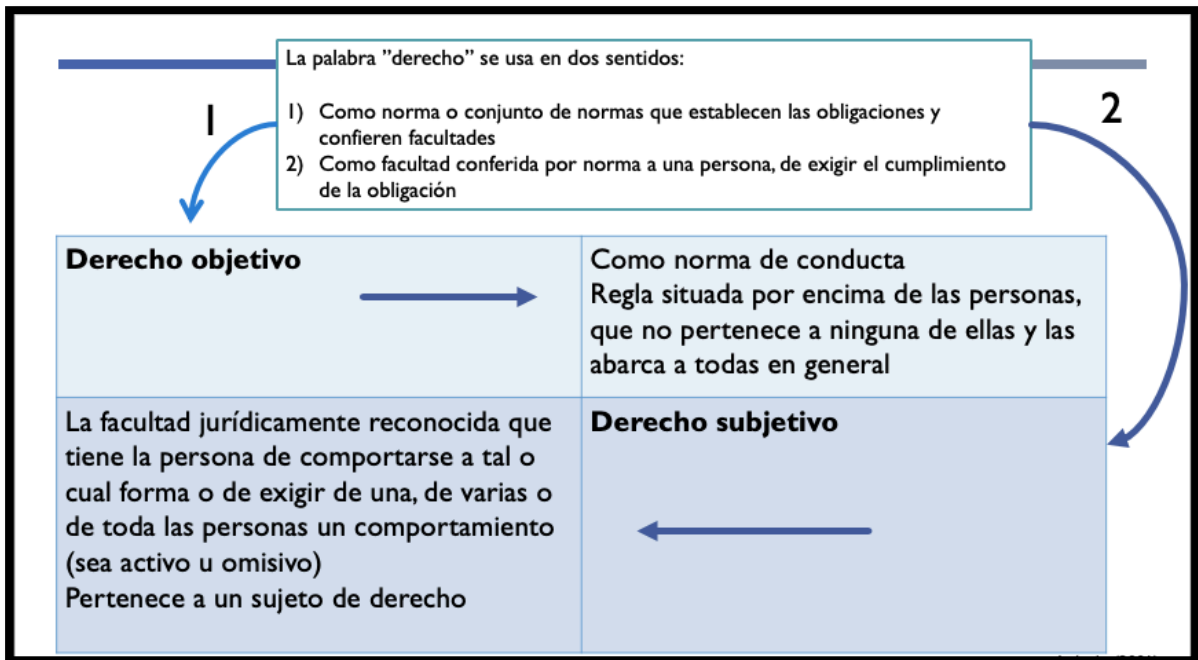 La palabra ”derecho” se usa en dos sentidos:
1) Como norma o conjunto de normas que establecen las obligaciones y
confieren facultades
2) Como facultad conferida por norma a una persona, de exigir el cumplimiento
de la obligación
1
2
Derecho objetivo
Como norma de conducta
Regla situada por encima de las personas,
que no pertenece a ninguna de ellas y las
abarca a todas en general
La facultad jurídicamente reconocida que
tiene la persona de comportarse a tal o
cual forma o de exigir de una, de varias o
de toda las personas un comportamiento
(sea activo u omisivo)
Pertenece a un sujeto de derecho
Derecho subjetivo